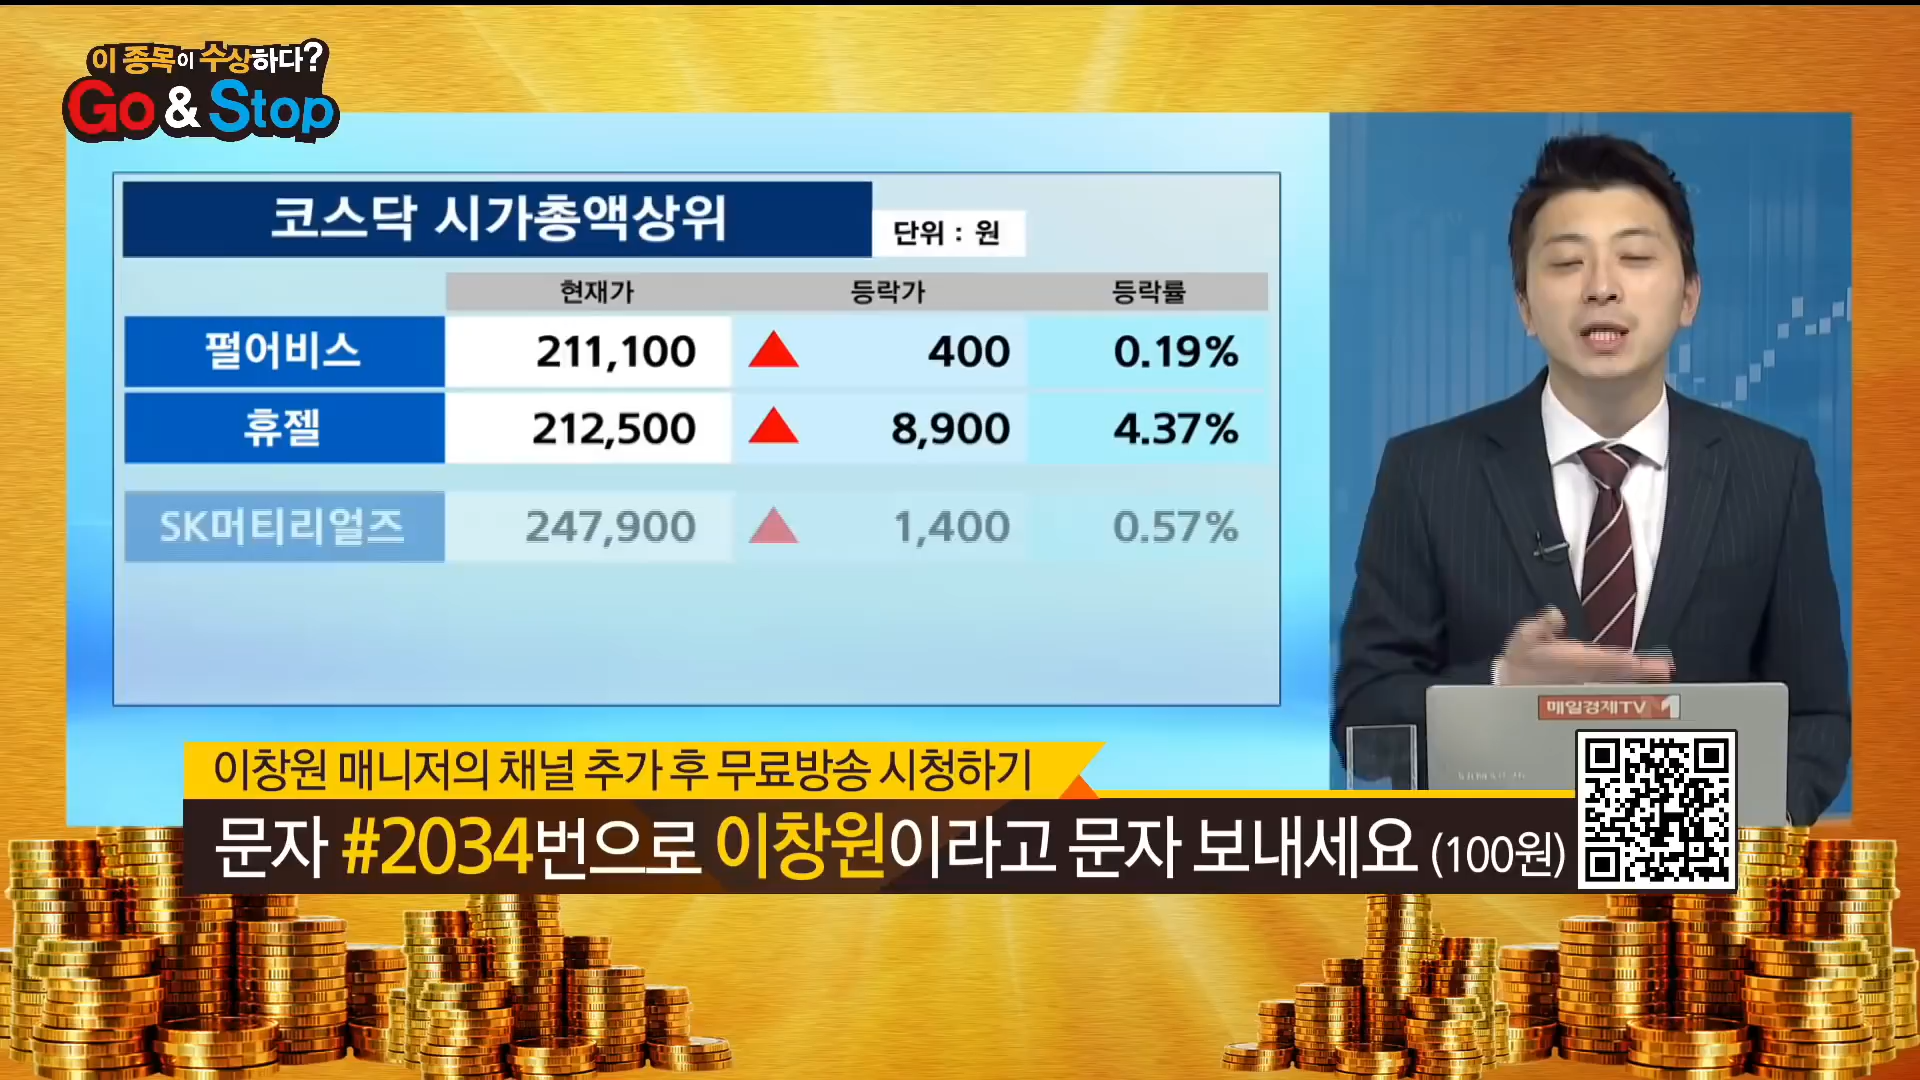 이 종목이 수상하다?
Go & Stop
코스닥 시가총액상위
단위 : 원
현재가 등락가 등락률
펄어비스 211,100 ▲ 400 0.19%
휴젤 212,500 ▲ 8,900 4.37%
SK머티리얼즈 247,900 ▲ 1,400 0.57%
매일경제TV
이창원 매니저의 채널 추가 후 무료방송 시청하기
문자 #2034번으로 이창원이라고 문자 보내세요 (100원)